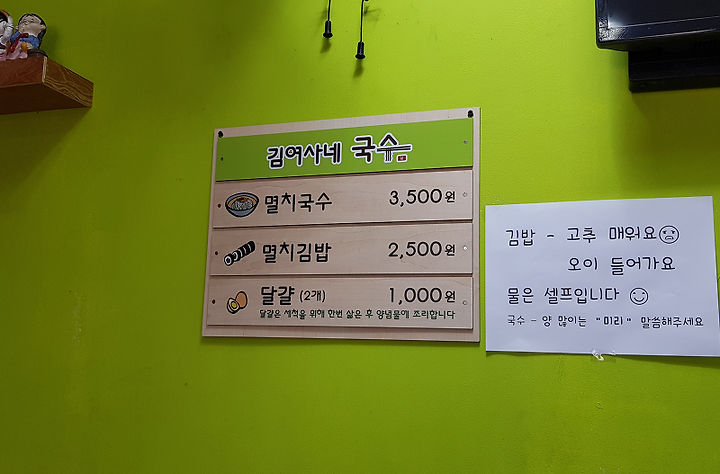 김여사네 국수
멸치국수 3,500원
멸치김밥 2,500원
달걀 (2개) 1,000원
달걀은 세척을 위해 한번 삶은 후 양념물에 조리합니다
김밥 - 고추 매워요
오이 들어가요
물은 셀프입니다
국수 - 양 많이는 "미리" 말씀해주세요